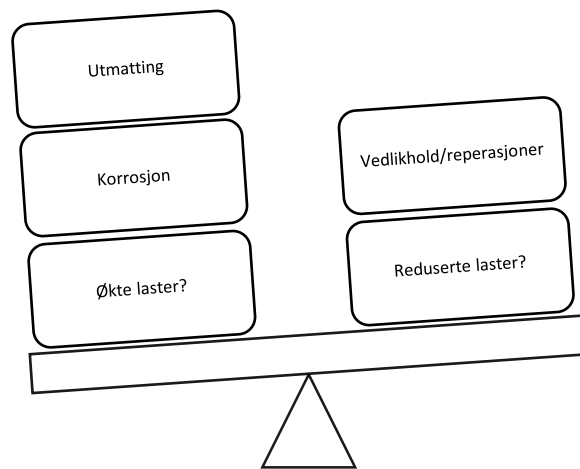 Utmatting
Korrosjon
Økte laster?
Vedlikhold/reperasjoner
Reduserte laster?